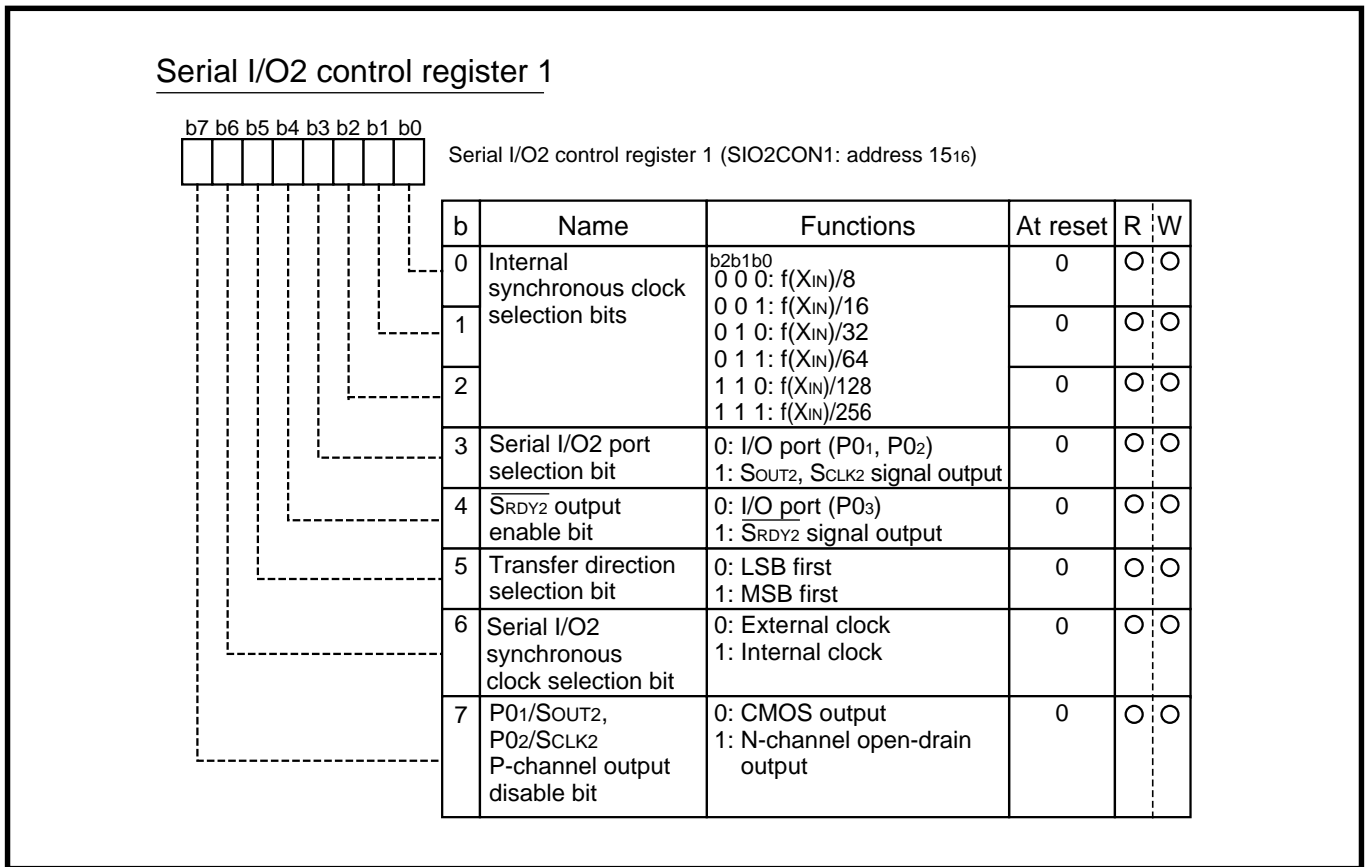 Serial I/O2 control register 1
b7 b6 b5 b4 b3 b2 b1 b0
Serial I/O2 control register 1 (SIO2CON1: address 1516)
b Name Functions At reset R W
0 Internal synchronous clock selection bits b2b1b0 0 R W
0 0 0: f(XIN)/8
0 0 1: f(XIN)/16
1 0 1 0: f(XIN)/32 0
0 1 1: f(XIN)/64
2 1 1 0: f(XIN)/128 0
1 1 1: f(XIN)/256
3 Serial I/O2 port 0: I/O port (P01, P02) 0
selection bit 1: SOUT2, SCLK2 signal output
4 SRDY2 output 0: I/O port (P03) 0
enable bit 1: SRDY2 signal output
5 Transfer direction 0: LSB first 0
selection bit 1: MSB first
6 Serial I/O2 0: External clock 0
synchronous 1: Internal clock
clock selection bit
7 P01/SOUT2, 0: CMOS output 0
P02/SCLK2 1: N-channel open-drain
P-channel output output
disable bit